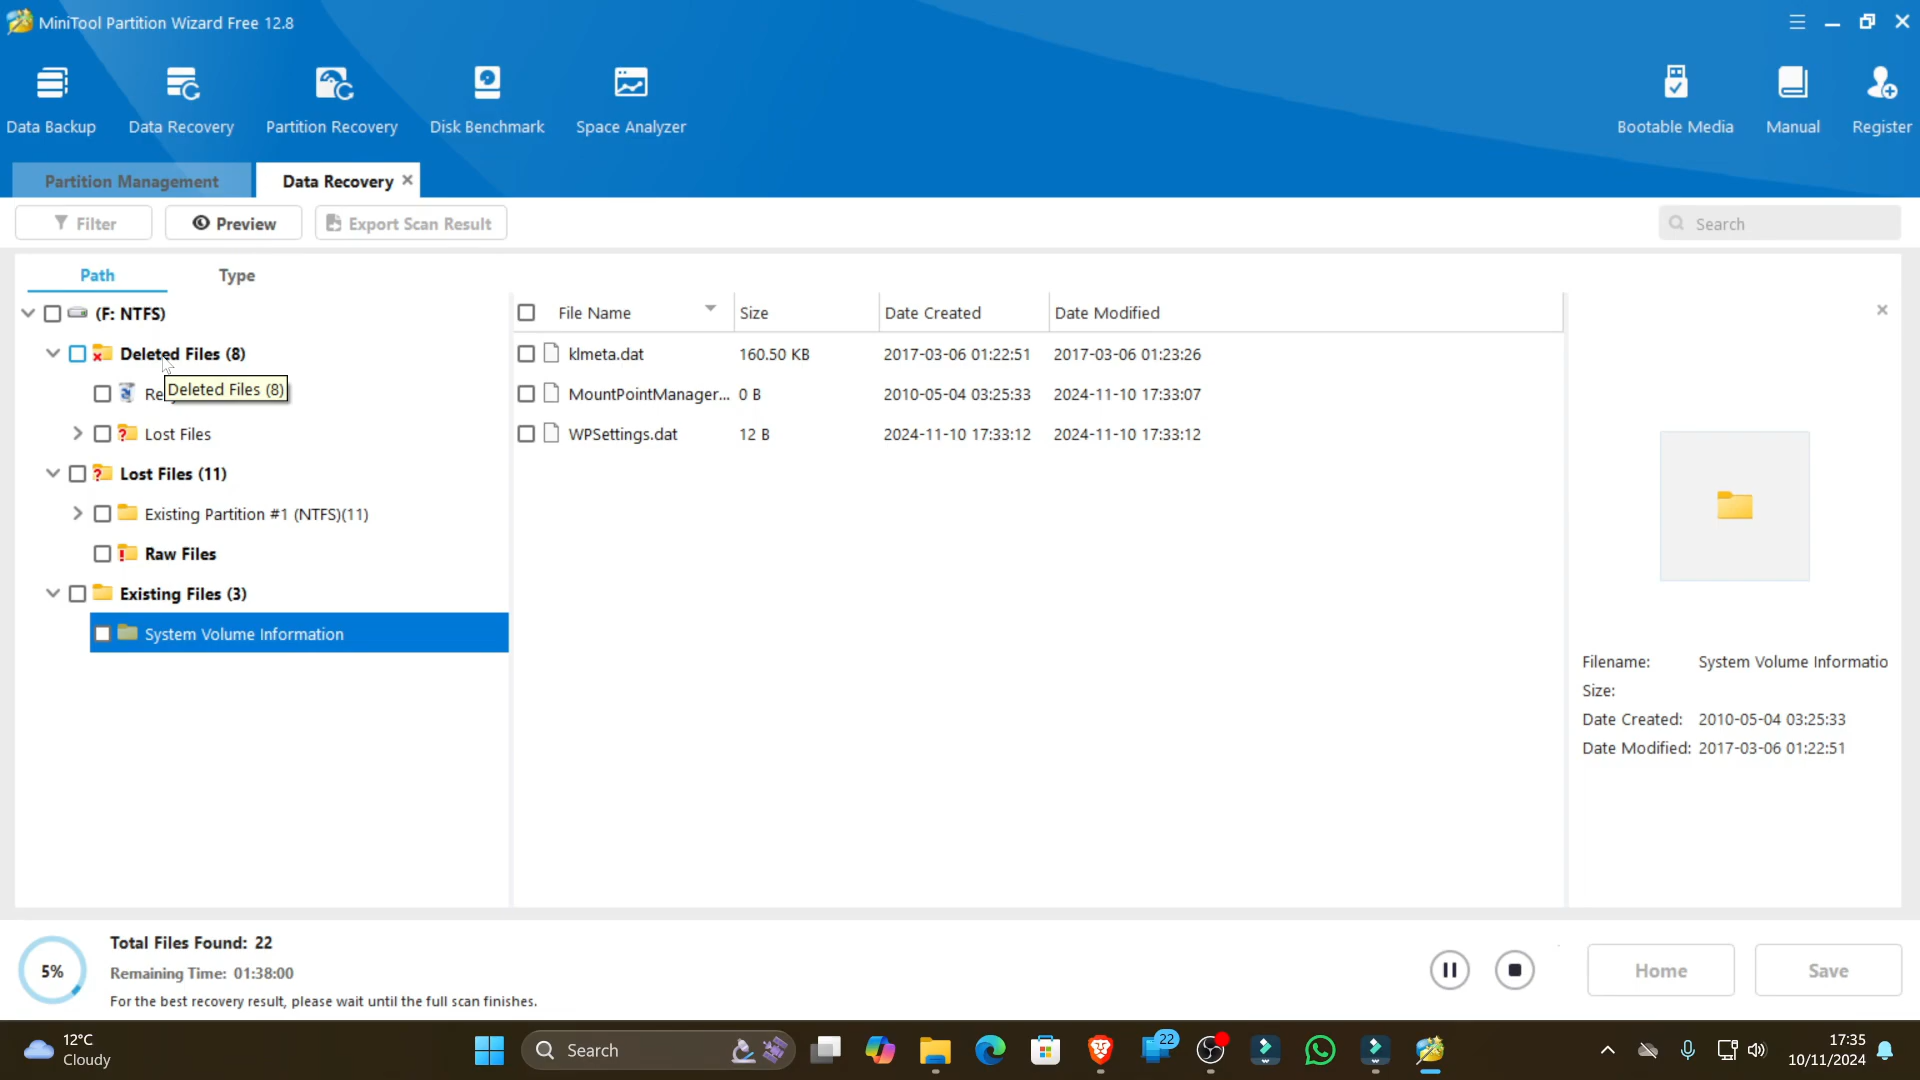 MiniTool Partition Wizard Free 12.8
Data Backup
Data Recovery
Partition Recovery
Disk Benchmark
Space Analyzer
Bootable Media
Manual
Register
Partition Management
Data Recovery
Filter
Preview
Export Scan Result
Search
Path
Type
(F: NTFS)
Deleted Files (8)
Re
Deleted Files (8)
Lost Files
Lost Files (11)
Existing Partition #1 (NTFS)(11)
Raw Files
Existing Files (3)
System Volume Information
File Name Size Date Created Date Modified
klmeta.dat 160.50 KB 2017-03-06 01:22:51 2017-03-06 01:23:26
MountPointManager... 0 B 2010-05-04 03:25:33 2024-11-10 17:33:07
WPSettings.dat 12 B 2024-11-10 17:33:12 2024-11-10 17:33:12
Filename: System Volume Informatio
Size:
Date Created: 2010-05-04 03:25:33
Date Modified: 2017-03-06 01:22:51
5%
Total Files Found: 22
Remaining Time: 01:38:00
For the best recovery result, please wait until the full scan finishes.
Home
Save
12°C
Cloudy
Search
22
17:35
10/11/2024